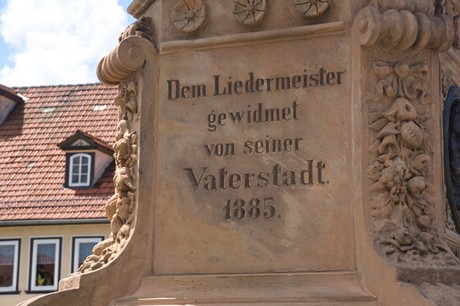 Dem Liedermeister
gewidmet
von seiner
Vaterstadt.
1885.